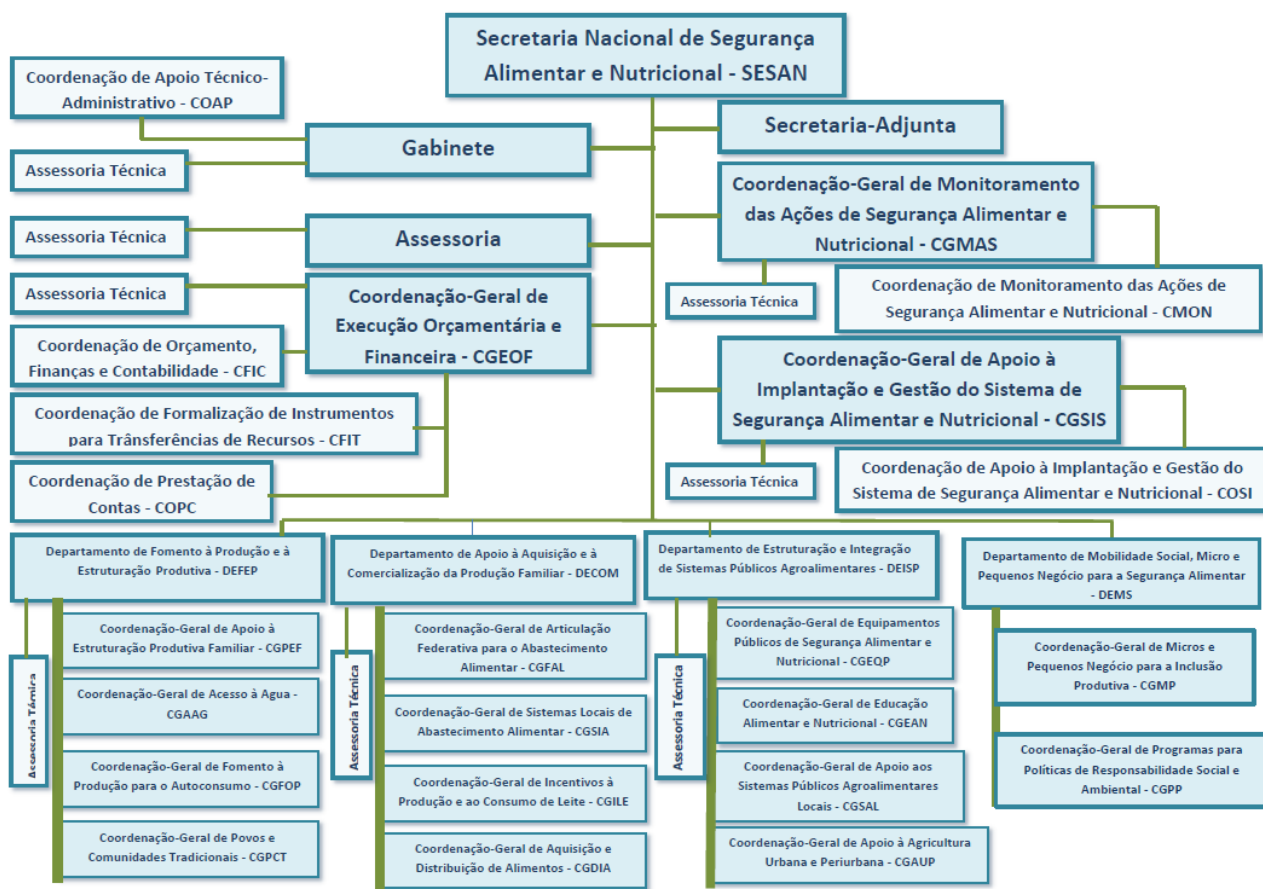 Secretaria Nacional de Segurança
Alimentar e Nutricional - SESAN
Coordenação de Apoio Técnico-
Administrativo - COAP
Gabinete
Assessoria Técnica
Secretaria-Adjunta
Coordenação-Geral de Monitoramento
das Ações de Segurança Alimentar e
Nutricional - CGMAS
Assessoria Técnica
Assessoria
Assessoria Técnica
Coordenação-Geral de
Execução Orçamentária e
Financeira - CGEOF
Assessoria Técnica
Coordenação de Monitoramento das Ações de
Segurança Alimentar e Nutricional - CMON
Coordenação de Orçamento,
Finanças e Contabilidade - CFIC
Coordenação-Geral de Apoio à
Implantação e Gestão do Sistema de
Segurança Alimentar e Nutricional - CGSIS
Coordenação de Formalização de Instrumentos
para Trânsferências de Recursos - CFIT
Assessoria Técnica
Coordenação de Apoio à Implantação e Gestão do
Sistema de Segurança Alimentar e Nutricional - COSI
Coordenação de Prestação de
Contas - COPC
Departamento de Fomento à Produção e à
Estruturação Produtiva - DEFEP
Assessoria Técnica
Coordenação-Geral de Apoio à
Estruturação Produtiva Familiar - CGPEF
Coordenação-Geral de Acesso à Agua -
CGAAG
Coordenação-Geral de Fomento à
Produção para o Autoconsumo - CGFOP
Coordenação-Geral de Povos e
Comunidades Tradicionais - CGPCT
Departamento de Apoio à Aquisição e à
Comercialização da Produção Familiar - DECOM
Assessoria Técnica
Coordenação-Geral de Articulação
Federativa para o Abastecimento
Alimentar - CGFAL
Coordenação-Geral de Sistemas Locais de
Abastecimento Alimentar - CGSIA
Coordenação-Geral de Incentivos à
Produção e ao Consumo de Leite - CGILE
Coordenação-Geral de Aquisição e
Distribuição de Alimentos - CGDIA
Departamento de Estruturação e Integração
de Sistemas Públicos Agroalimentares - DEISP
Assessoria Técnica
Coordenação-Geral de Equipamentos
Públicos de Segurança Alimentar e
Nutricional - CGEQP
Coordenação-Geral de Educação
Alimentar e Nutricional - CGEAN
Coordenação-Geral de Apoio aos
Sistemas Públicos Agroalimentares
Locais - CGSAL
Coordenação-Geral de Apoio à Agricultura
Urbana e Periurbana - CGAUP
Departamento de Mobilidade Social, Micro e
Pequenos Negócio para a Segurança Alimentar
- DEMS
Coordenação-Geral de Micros e
Pequenos Negócio para a Inclusão
Produtiva - CGMP
Coordenação-Geral de Programas para
Políticas de Responsabilidade Social e
Ambiental - CGPP